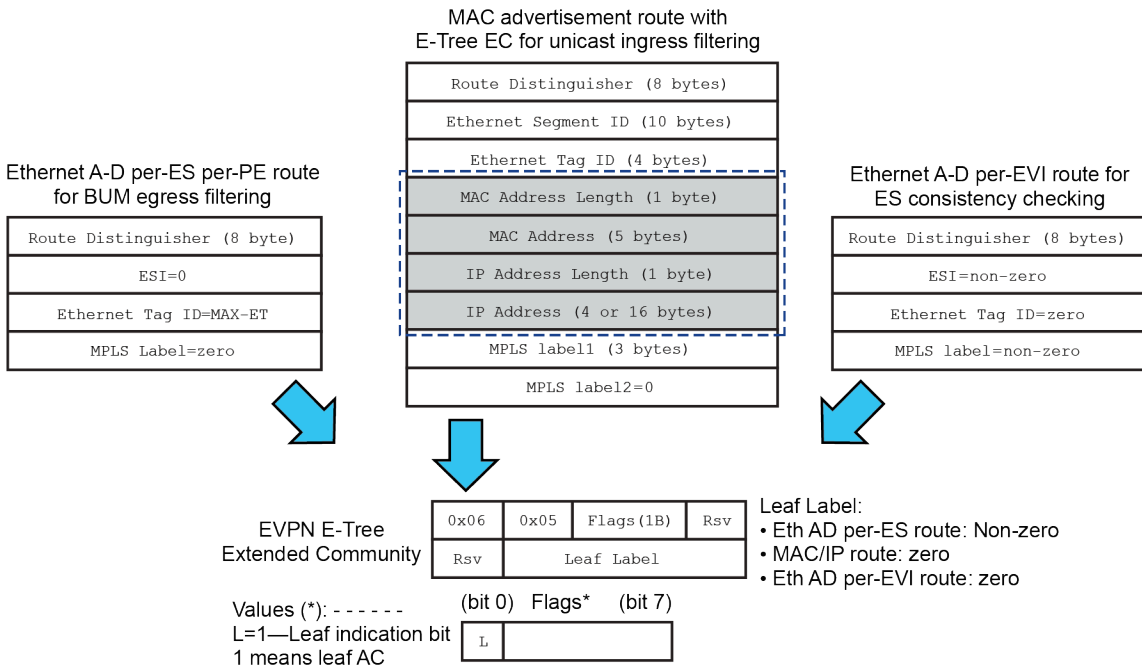 MAC advertisement route with
E-Tree EC for unicast ingress filtering
Route Distinguisher (8 bytes)
Ethernet Segment ID (10 bytes)
Ethernet Tag ID (4 bytes)
MAC Address Length (1 byte)
MAC Address (5 bytes)
IP Address Length (1 byte)
IP Address (4 or 16 bytes)
MPLS label1 (3 bytes)
MPLS label2=0
Ethernet A-D per-ES per-PE route
for BUM egress filtering
Route Distinguisher (8 byte)
ESI=0
Ethernet Tag ID=MAX-ET
MPLS Label=zero
Ethernet A-D per-EVI route for
ES consistency checking
Route Distinguisher (8 bytes)
ESI=non-zero
Ethernet Tag ID=zero
MPLS label=non-zero
EVPN E-Tree
Extended Community
0x06 0x05 Flags(1B) Rsv
Rsv Leaf Label
Leaf Label:
• Eth AD per-ES route: Non-zero
• MAC/IP route: zero
• Eth AD per-EVI route: zero
(bit 0) Flags* (bit 7)
L
Values (*): - - - - - -
L=1—Leaf indication bit
1 means leaf AC